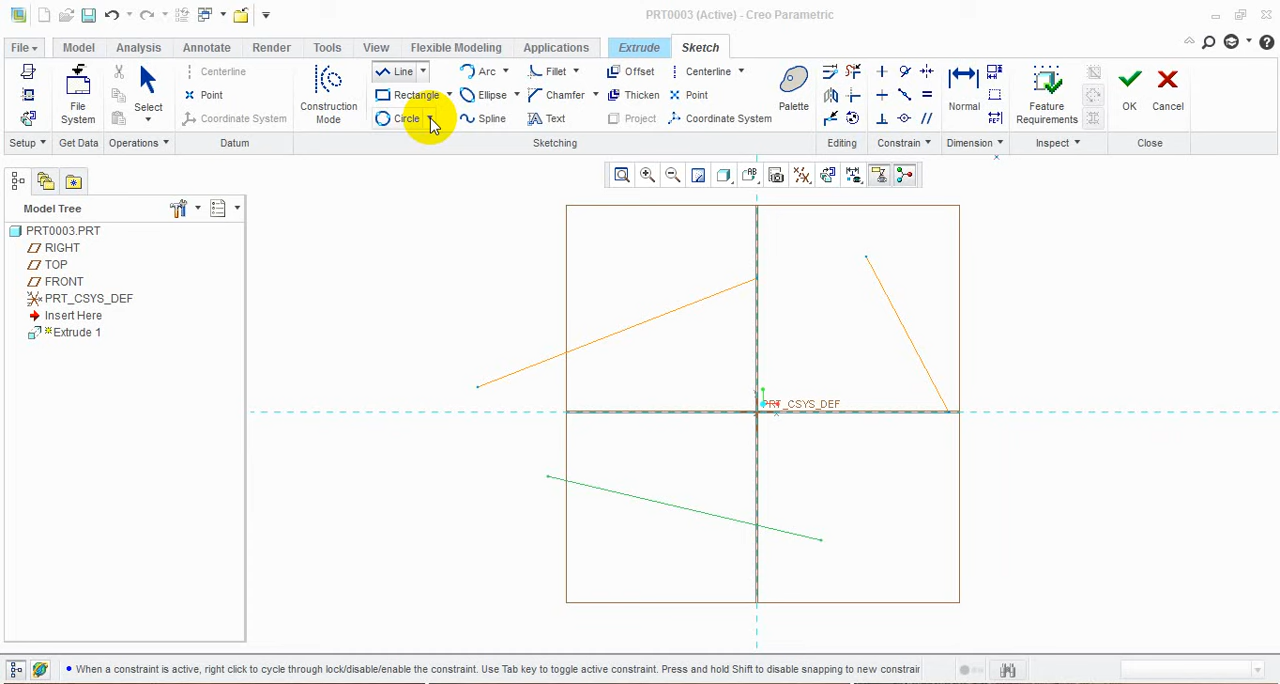 PRT0003 (Active) - Creo Parametric
File Model Analysis Annotate Render Tools View Flexible Modeling Applications Extrude Sketch
Centerline Line Arc Fillet Offset Centerline
Point Rectangle Ellipse Chamfer Thicken Point
Coordinate System Circle Spline Text Project Coordinate System
File System Select Construction Mode Palette Normal Feature Requirements OK Cancel
Setup Get Data Operations Datum Sketching Editing Constrain Dimension Inspect Close
Model Tree
PRT0003.PRT
RIGHT
TOP
FRONT
PRT_CSYS_DEF
Insert Here
Extrude 1
PRT_CSYS_DEF
When a constraint is active, right click to cycle through lock/disable/enable the constraint. Use Tab key to toggle active constraint. Press and hold Shift to disable snapping to new constrair